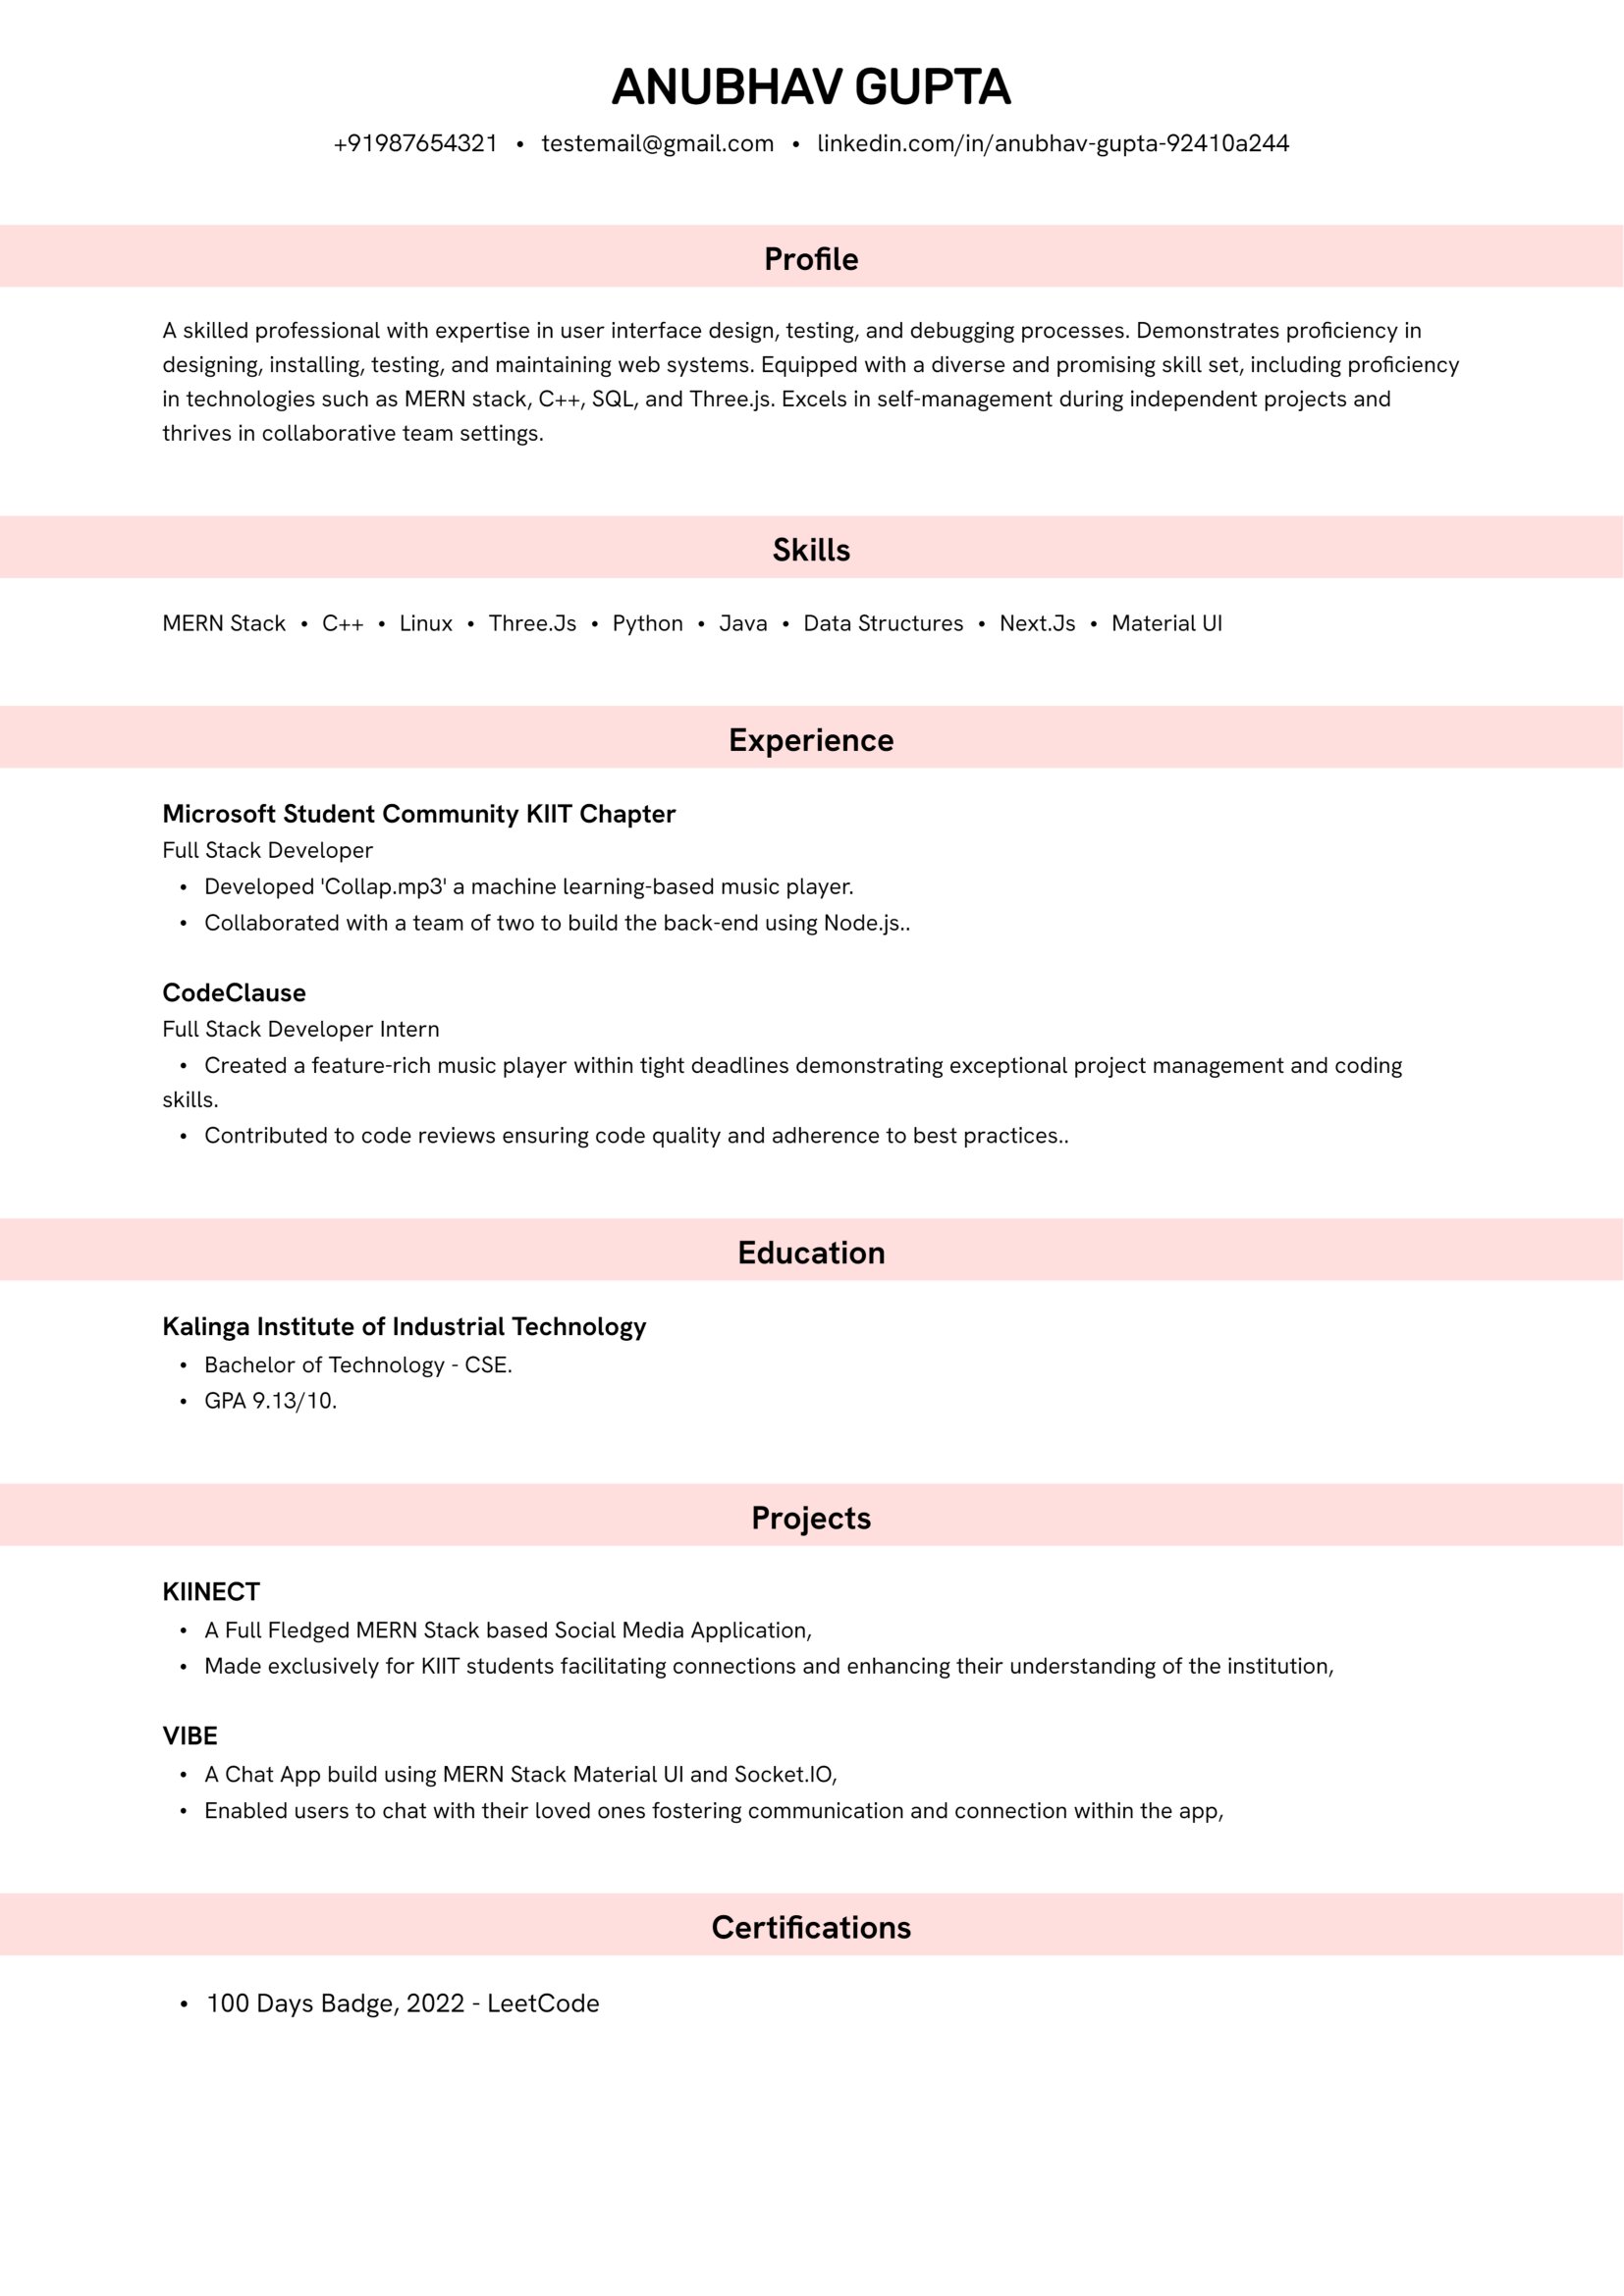 ANUBHAV GUPTA
+91987654321 • testemail@gmail.com • linkedin.com/in/anubhav-gupta-92410a244
Profile
A skilled professional with expertise in user interface design, testing, and debugging processes. Demonstrates proficiency in
designing, installing, testing, and maintaining web systems. Equipped with a diverse and promising skill set, including proficiency
in technologies such as MERN stack, C++, SQL, and Three.js. Excels in self-management during independent projects and
thrives in collaborative team settings.
Skills
MERN Stack • C++ • Linux • Three.Js • Python • Java • Data Structures • Next.Js • Material UI
Experience
Microsoft Student Community KIIT Chapter
Full Stack Developer
• Developed 'Collap.mp3' a machine learning-based music player.
• Collaborated with a team of two to build the back-end using Node.js..
CodeClause
Full Stack Developer Intern
• Created a feature-rich music player within tight deadlines demonstrating exceptional project management and coding
skills.
• Contributed to code reviews ensuring code quality and adherence to best practices..
Education
Kalinga Institute of Industrial Technology
• Bachelor of Technology - CSE.
• GPA 9.13/10.
Projects
KIINECT
• A Full Fledged MERN Stack based Social Media Application,
• Made exclusively for KIIT students facilitating connections and enhancing their understanding of the institution,
VIBE
• A Chat App build using MERN Stack Material UI and Socket.IO,
• Enabled users to chat with their loved ones fostering communication and connection within the app,
Certifications
• 100 Days Badge, 2022 - LeetCode